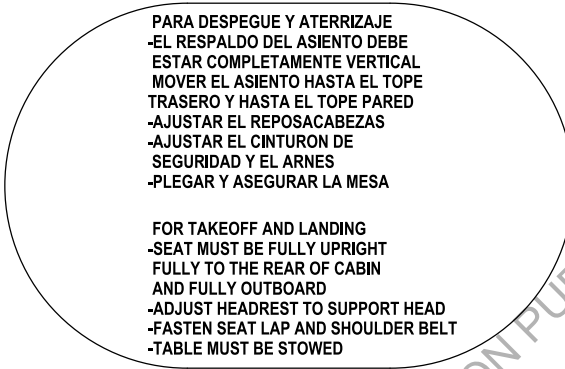 PARA DESPEGUE Y ATERRIZAJE
-EL RESPALDO DEL ASIENTO DEBE
ESTAR COMPLETAMENTE VERTICAL
MOVER EL ASIENTO HASTA EL TOPE
TRASERO Y HASTA EL TOPE PARED
-AJUSTAR EL REPOSACABEZAS
-AJUSTAR EL CINTURON DE
SEGURIDAD Y EL ARNES
-PLEGAR Y ASEGURAR LA MESA
FOR TAKEOFF AND LANDING
-SEAT MUST BE FULLY UPRIGHT
FULLY TO THE REAR OF CABIN
AND FULLY OUTBOARD
-ADJUST HEADREST TO SUPPORT HEAD
-FASTEN SEAT LAP AND SHOULDER BELT
-TABLE MUST BE STOWED